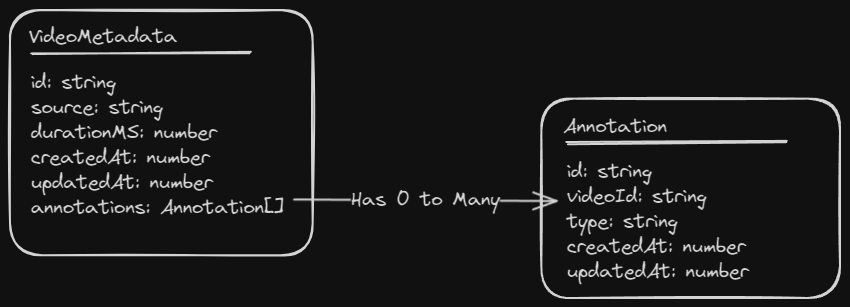 VideoMetadata
id: string
source: string
durationMS: number
createdAt: number
updatedAt: number
annotations: Annotation[]
Has 0 to Many
Annotation
id: string
videoId: string
type: string
createdAt: number
updatedAt: number